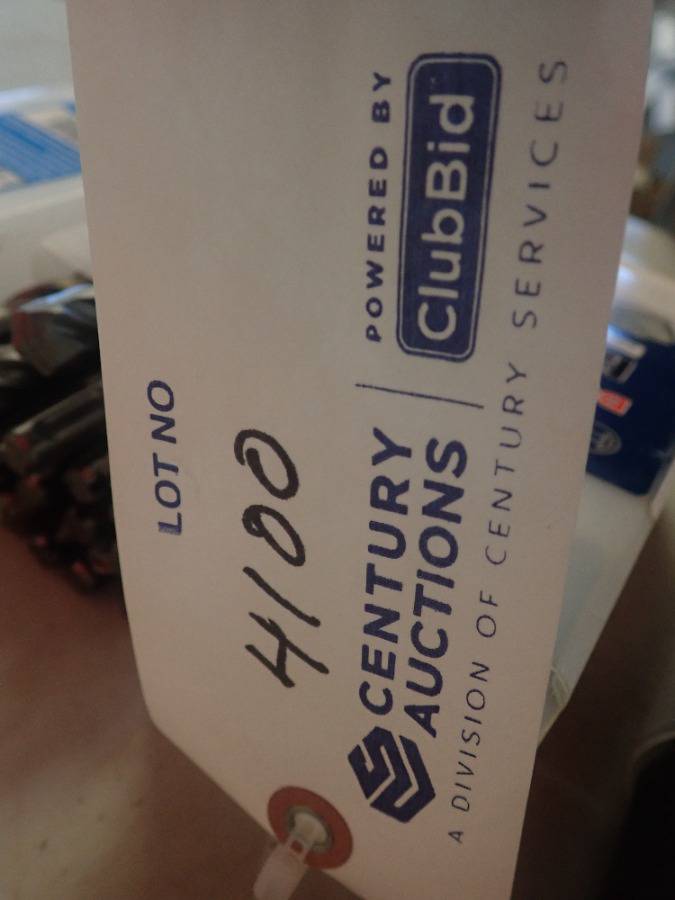 LOT NO
4100
CENTURY AUCTIONS
POWERED BY
ClubBid
A DIVISION OF CENTURY SERVICES